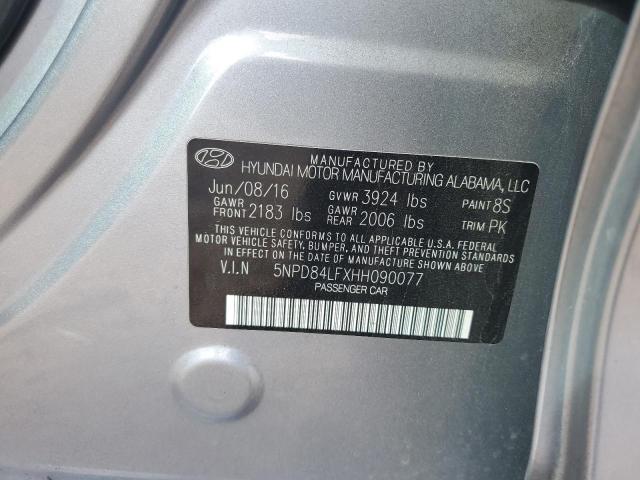 MANUFACTURED BY
HYUNDAI MOTOR MANUFACTURING ALABAMA, LLC
Jun/08/16 GVWR 3924 lbs PAINT 8S
GAWR FRONT 2183 lbs GAWR REAR 2006 lbs TRIM PK
THIS VEHICLE CONFORMS TO ALL APPLICABLE U.S.A. FEDERAL
MOTOR VEHICLE SAFETY, BUMPER, AND THEFT PREVENTION STANDARDS
IN EFFECT ON THE DATE OF MANUFACTURE SHOWN ABOVE.
V.I.N 5NPD84LFXHH090077
PASSENGER CAR